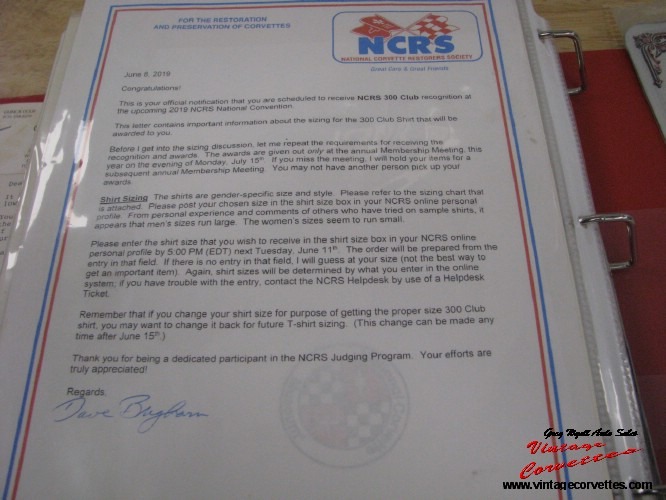 FOR THE RESTORATION
AND PRESERVATION OF CORVETTES
NCRS
NATIONAL CORVETTE RESTORERS SOCIETY
Great Cars & Great Friends
June 6, 2019
Congratulations!
This is your official notification that you are scheduled to receive NCRS 300 Club recognition at
the upcoming 2019 NCRS National Convention.
This letter contains important information about the sizing for the 300 Club Shirt that will be
awarded to you.
Before I get into the sizing discussion, let me repeat the requirements for receiving the
recognition and awards. The awards are given out only at the annual Membership Meeting, this
year on the evening of Monday, July 15th. If you miss the meeting, I will hold your items for a
subsequent annual Membership Meeting. You may not have another person pick up your
awards
Shirt Sizing The shirts are gender-specific size and style. Please refer to the sizing chart that
is attached. Please post your chosen size in the shirt size box in your NCRS online personal
profile. From personal experience and comments of others who have tried on sample shirts, it
appears that men's sizes run large. The women's sizes seem to run small.
Please enter the shirt size that you wish to receive in the shirt size box in your NCRS online
personal profile by 5:00 PM (EDT) next Tuesday, June 11th. The order will be prepared from the
entry in that field. If there is no entry in that field, I will guess at your size (not the best way to
get an important item). Again, shirt sizes will be determined by what you enter in the online
system; if you have trouble with the entry, contact the NCRS Helpdesk by use of a Helpdesk
Ticket.
Remember that if you change your shirt size for purpose of getting the proper size 300 Club
shirt, you may want to change it back for future T-shirt sizing. (This change can be made any
time after June 15th.)
Thank you for being a dedicated participant in the NCRS Judging Program. Your efforts are
truly appreciated!
Regards,
Dave Brigham
Greg Wyatt Auto Sales
Vintage
Corvettes
www.vintagecorvettes.com